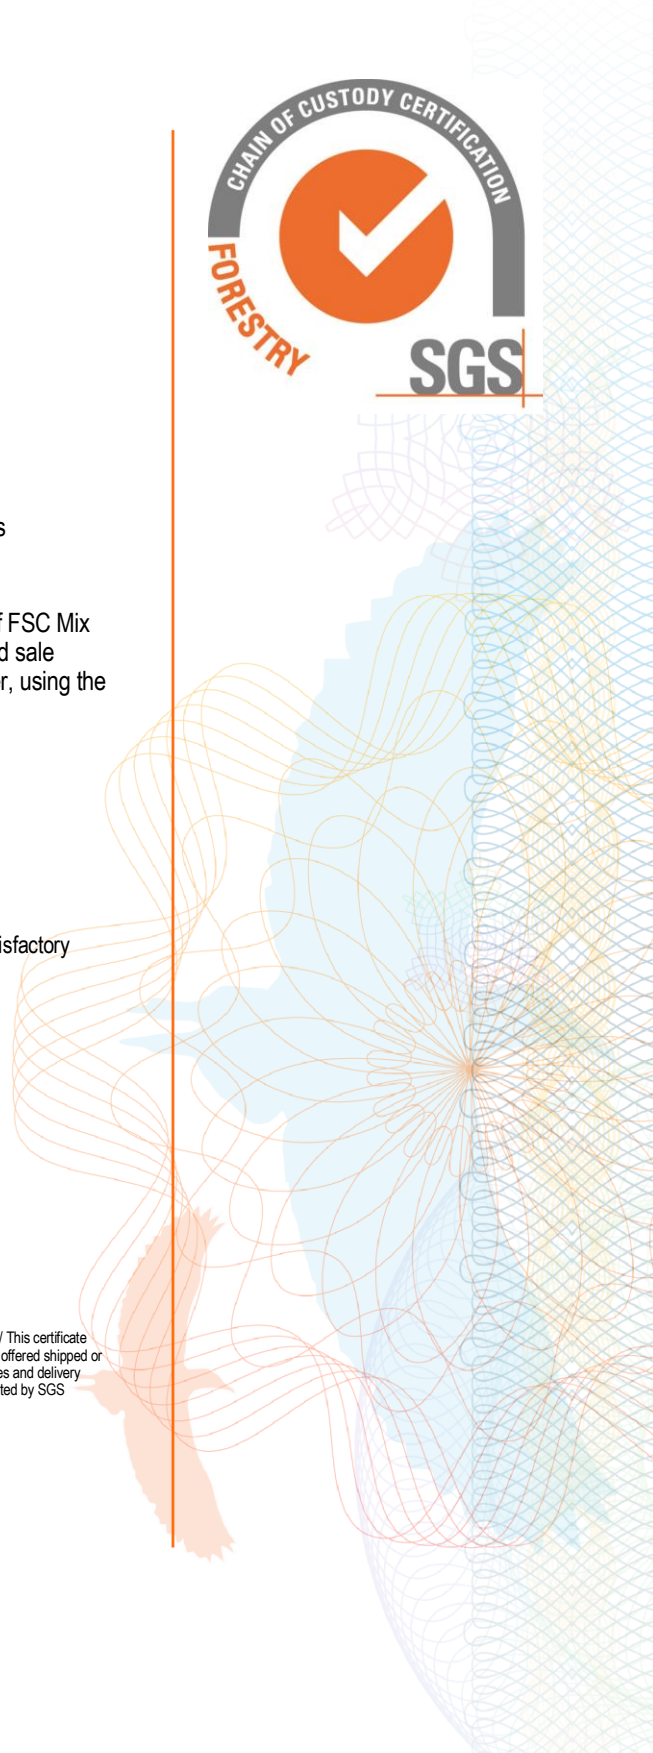 CHAIN OF CUSTODY CERTIFICATION
FORESTRY
SGS
s
f FSC Mix
d sale
r, using the
isfactory
/ This certificate
offered shipped or
es and delivery
ted by SGS